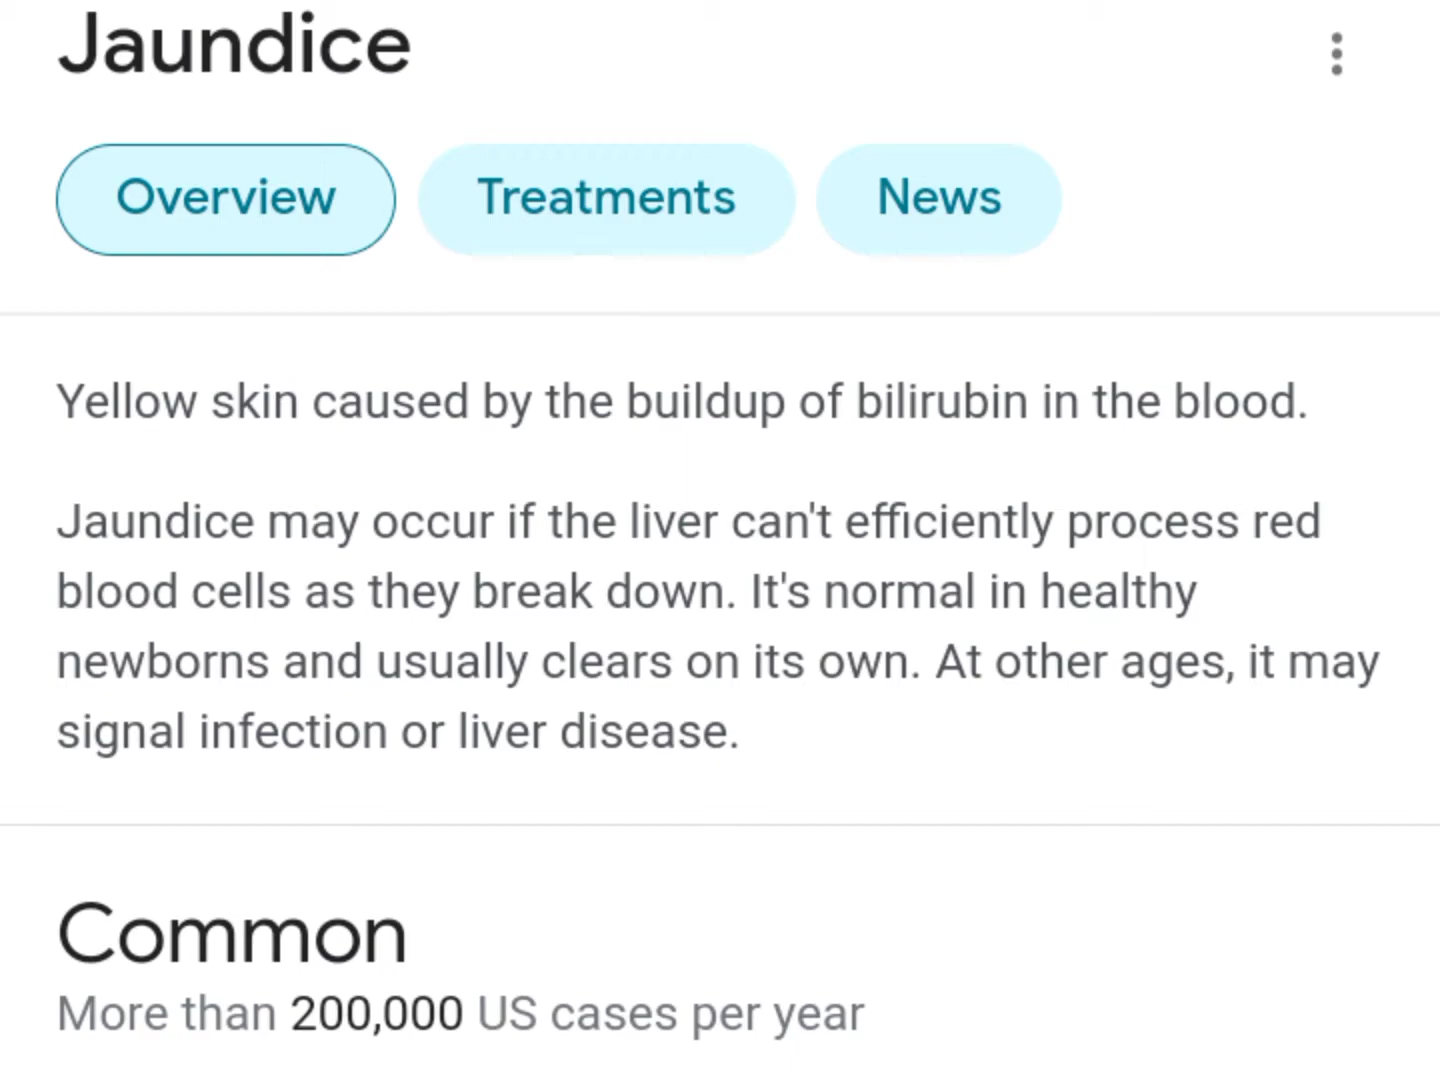 Jaundice
Overview Treatments News
Yellow skin caused by the buildup of bilirubin in the blood.
Jaundice may occur if the liver can't efficiently process red
blood cells as they break down. It's normal in healthy
newborns and usually clears on its own. At other ages, it may
signal infection or liver disease.
Common
More than 200,000 US cases per year